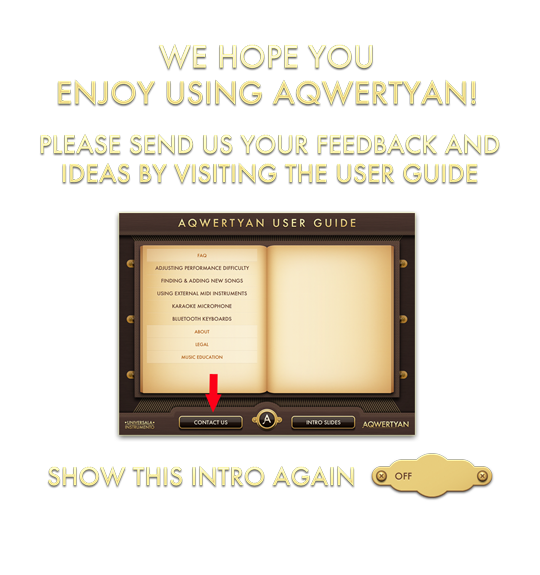 WE HOPE YOU
ENJOY USING AQWERTYAN!
PLEASE SEND US YOUR FEEDBACK AND
IDEAS BY VISITING THE USER GUIDE
AQWERTYAN USER GUIDE
FAQ
ADJUSTING PERFORMANCE DIFFICULTY
FINDING & ADDING NEW SONGS
USING EXTERNAL MIDI INSTRUMENTS
KARAOKE MICROPHONE
BLUETOOTH KEYBOARDS
ABOUT
LEGAL
MUSIC EDUCATION
•UNIVERSALA•
INSTRUMENTO
CONTACT US
A
INTRO SLIDES
AQWERTYAN
SHOW THIS INTRO AGAIN
OFF